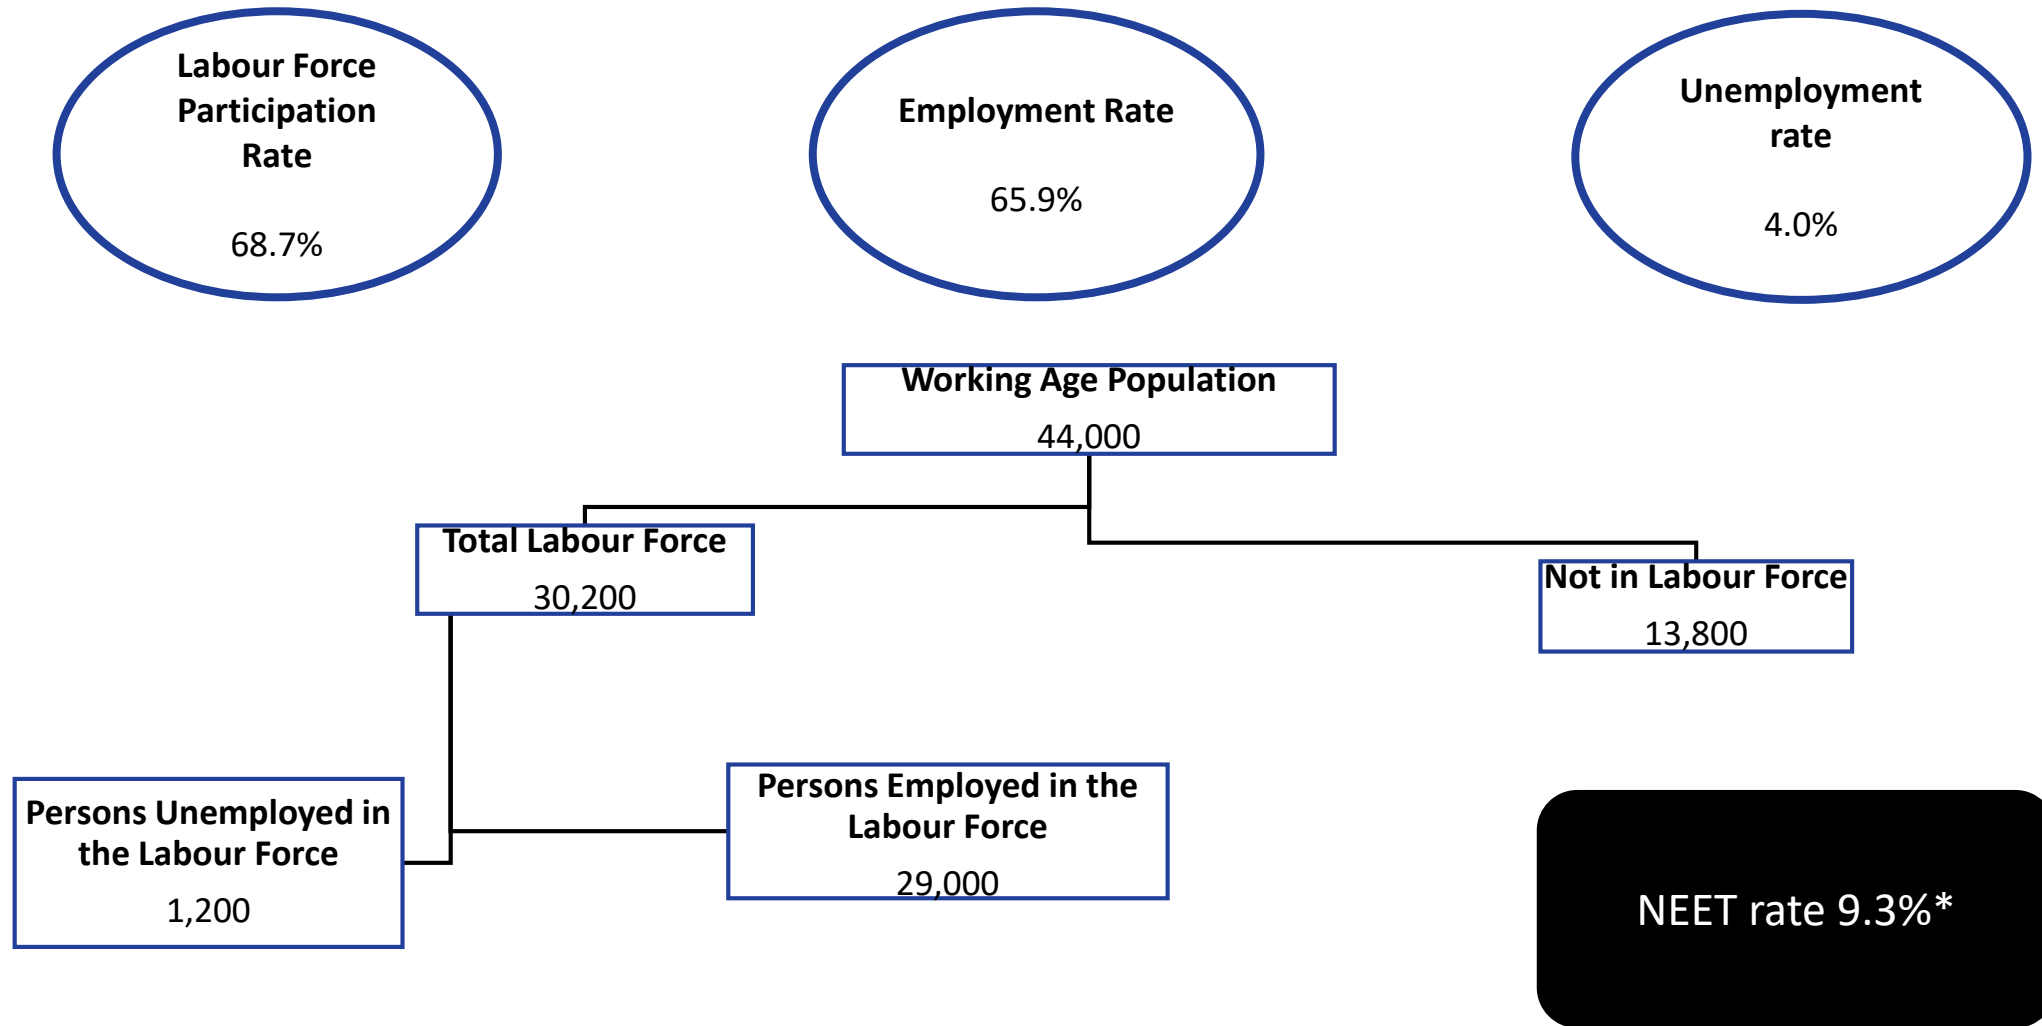 Labour Force
Participation
Rate
68.7%
Employment Rate
65.9%
Unemployment
rate
4.0%
Working Age Population
44,000
Total Labour Force
30,200
Not in Labour Force
13,800
Persons Unemployed in
the Labour Force
1,200
Persons Employed in the
Labour Force
29,000
NEET rate 9.3%*